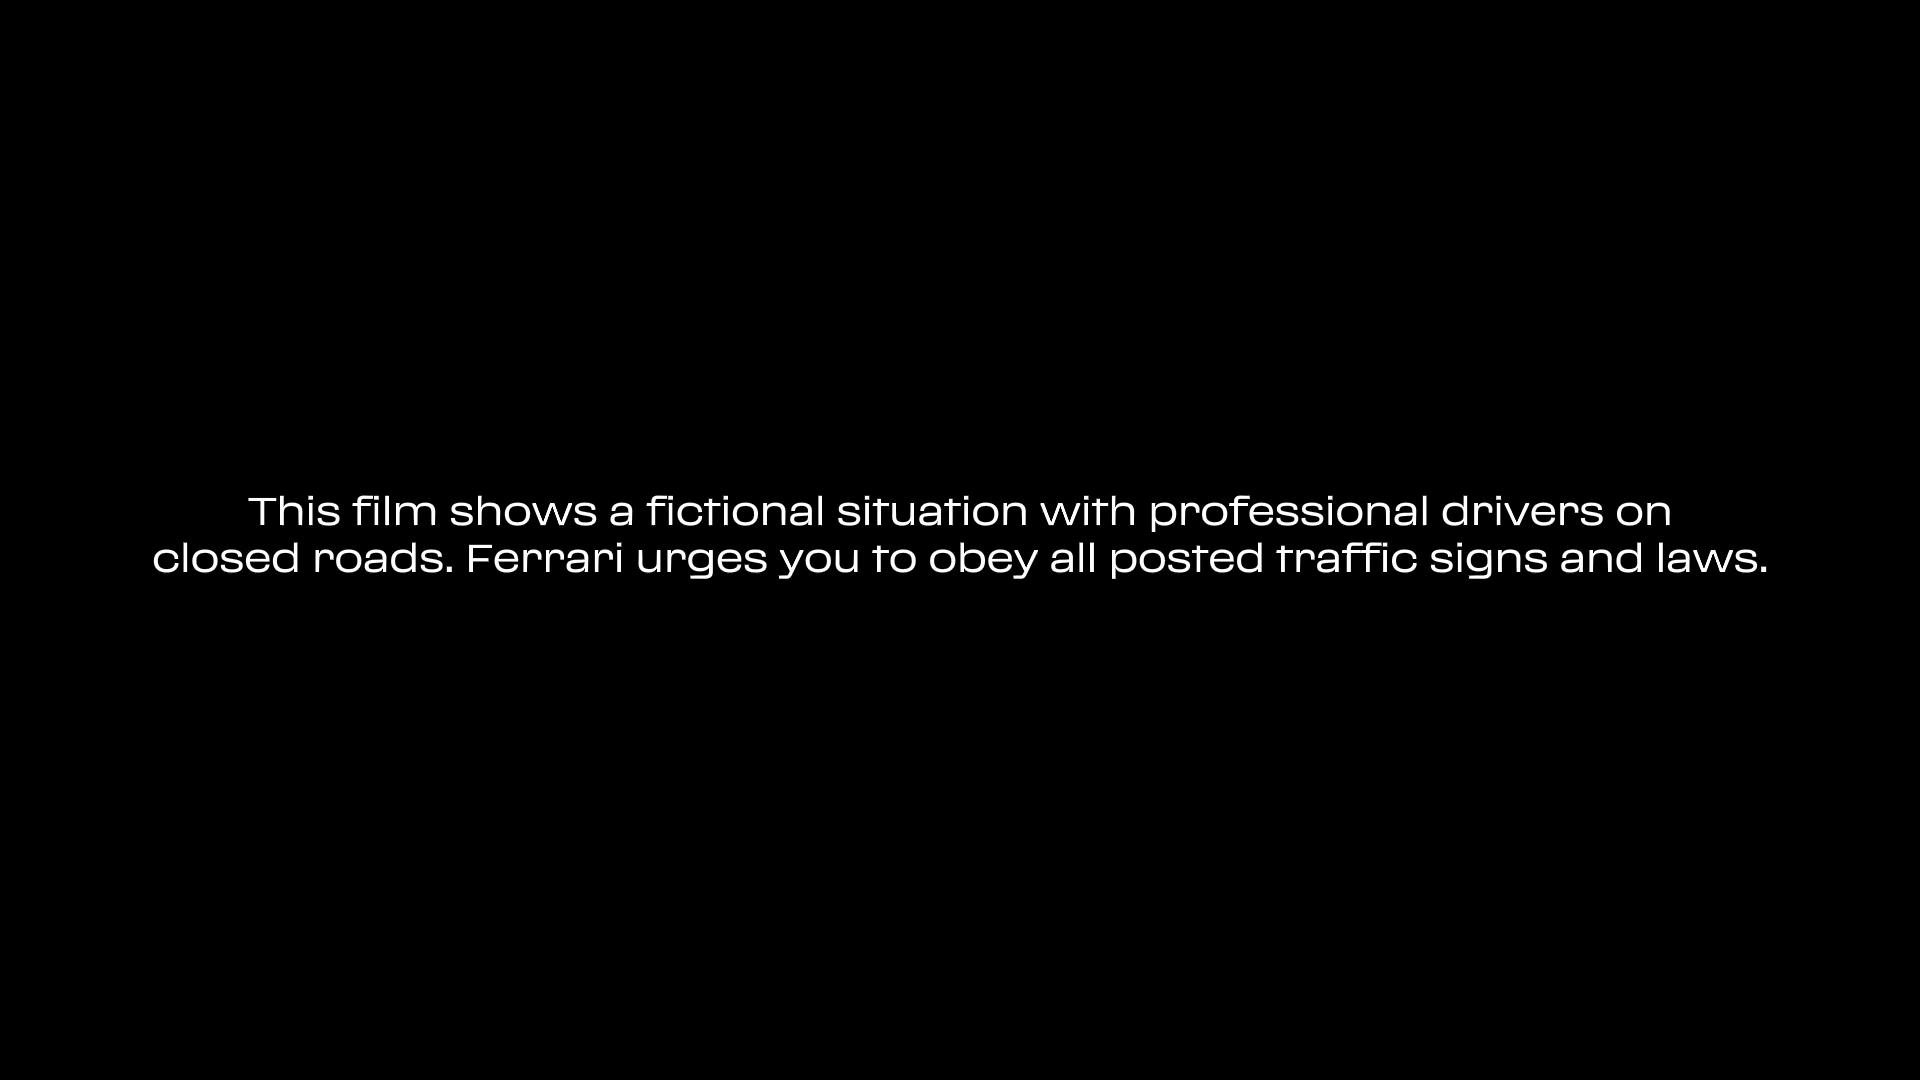 This film shows a fictional situation with professional drivers on
closed roads. Ferrari urges you to obey all posted traffic signs and laws.